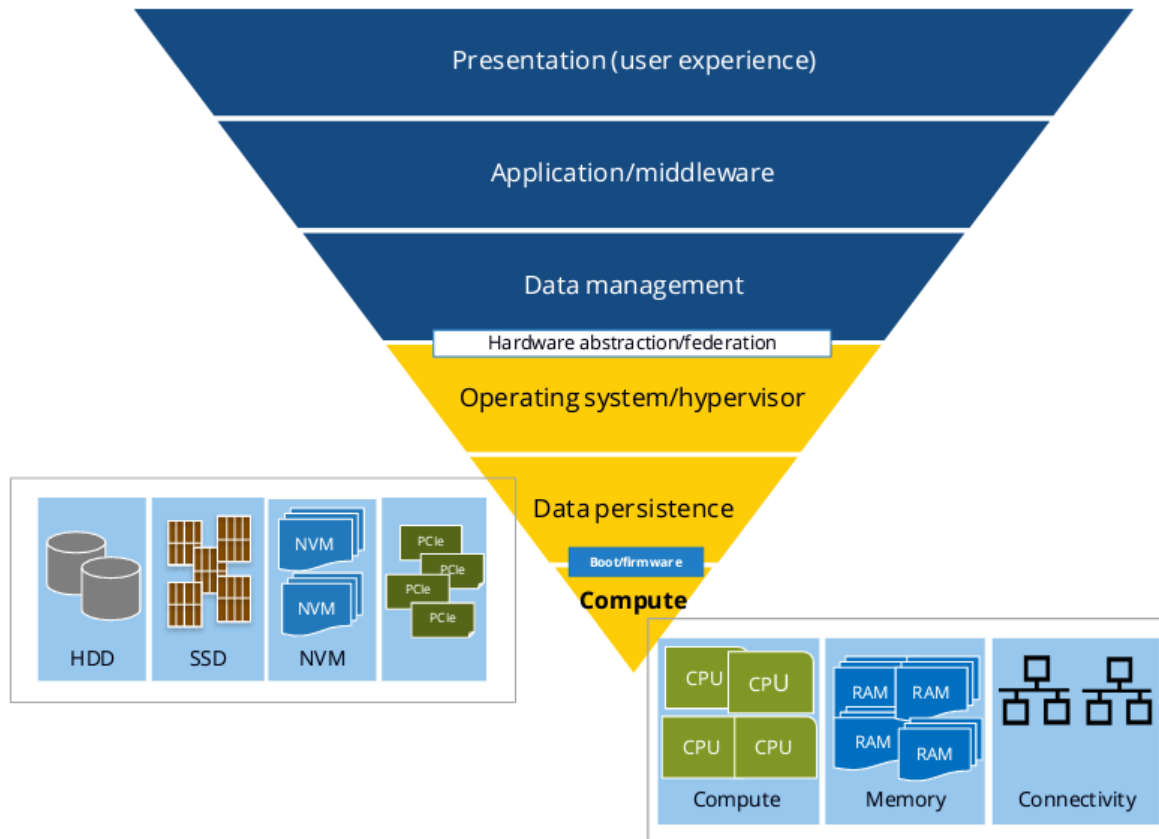 Presentation (user experience)
Application/middleware
Data management
Hardware abstraction/federation
Operating system/hypervisor
Data persistence
Boot/firmware
Compute
NVM
NVM
PCIe
PCIe
PCIe
PCIe
HDD
SSD
NVM
CPU
CPU
CPU
CPU
RAM
RAM
RAM
RAM
Compute
Memory
Connectivity